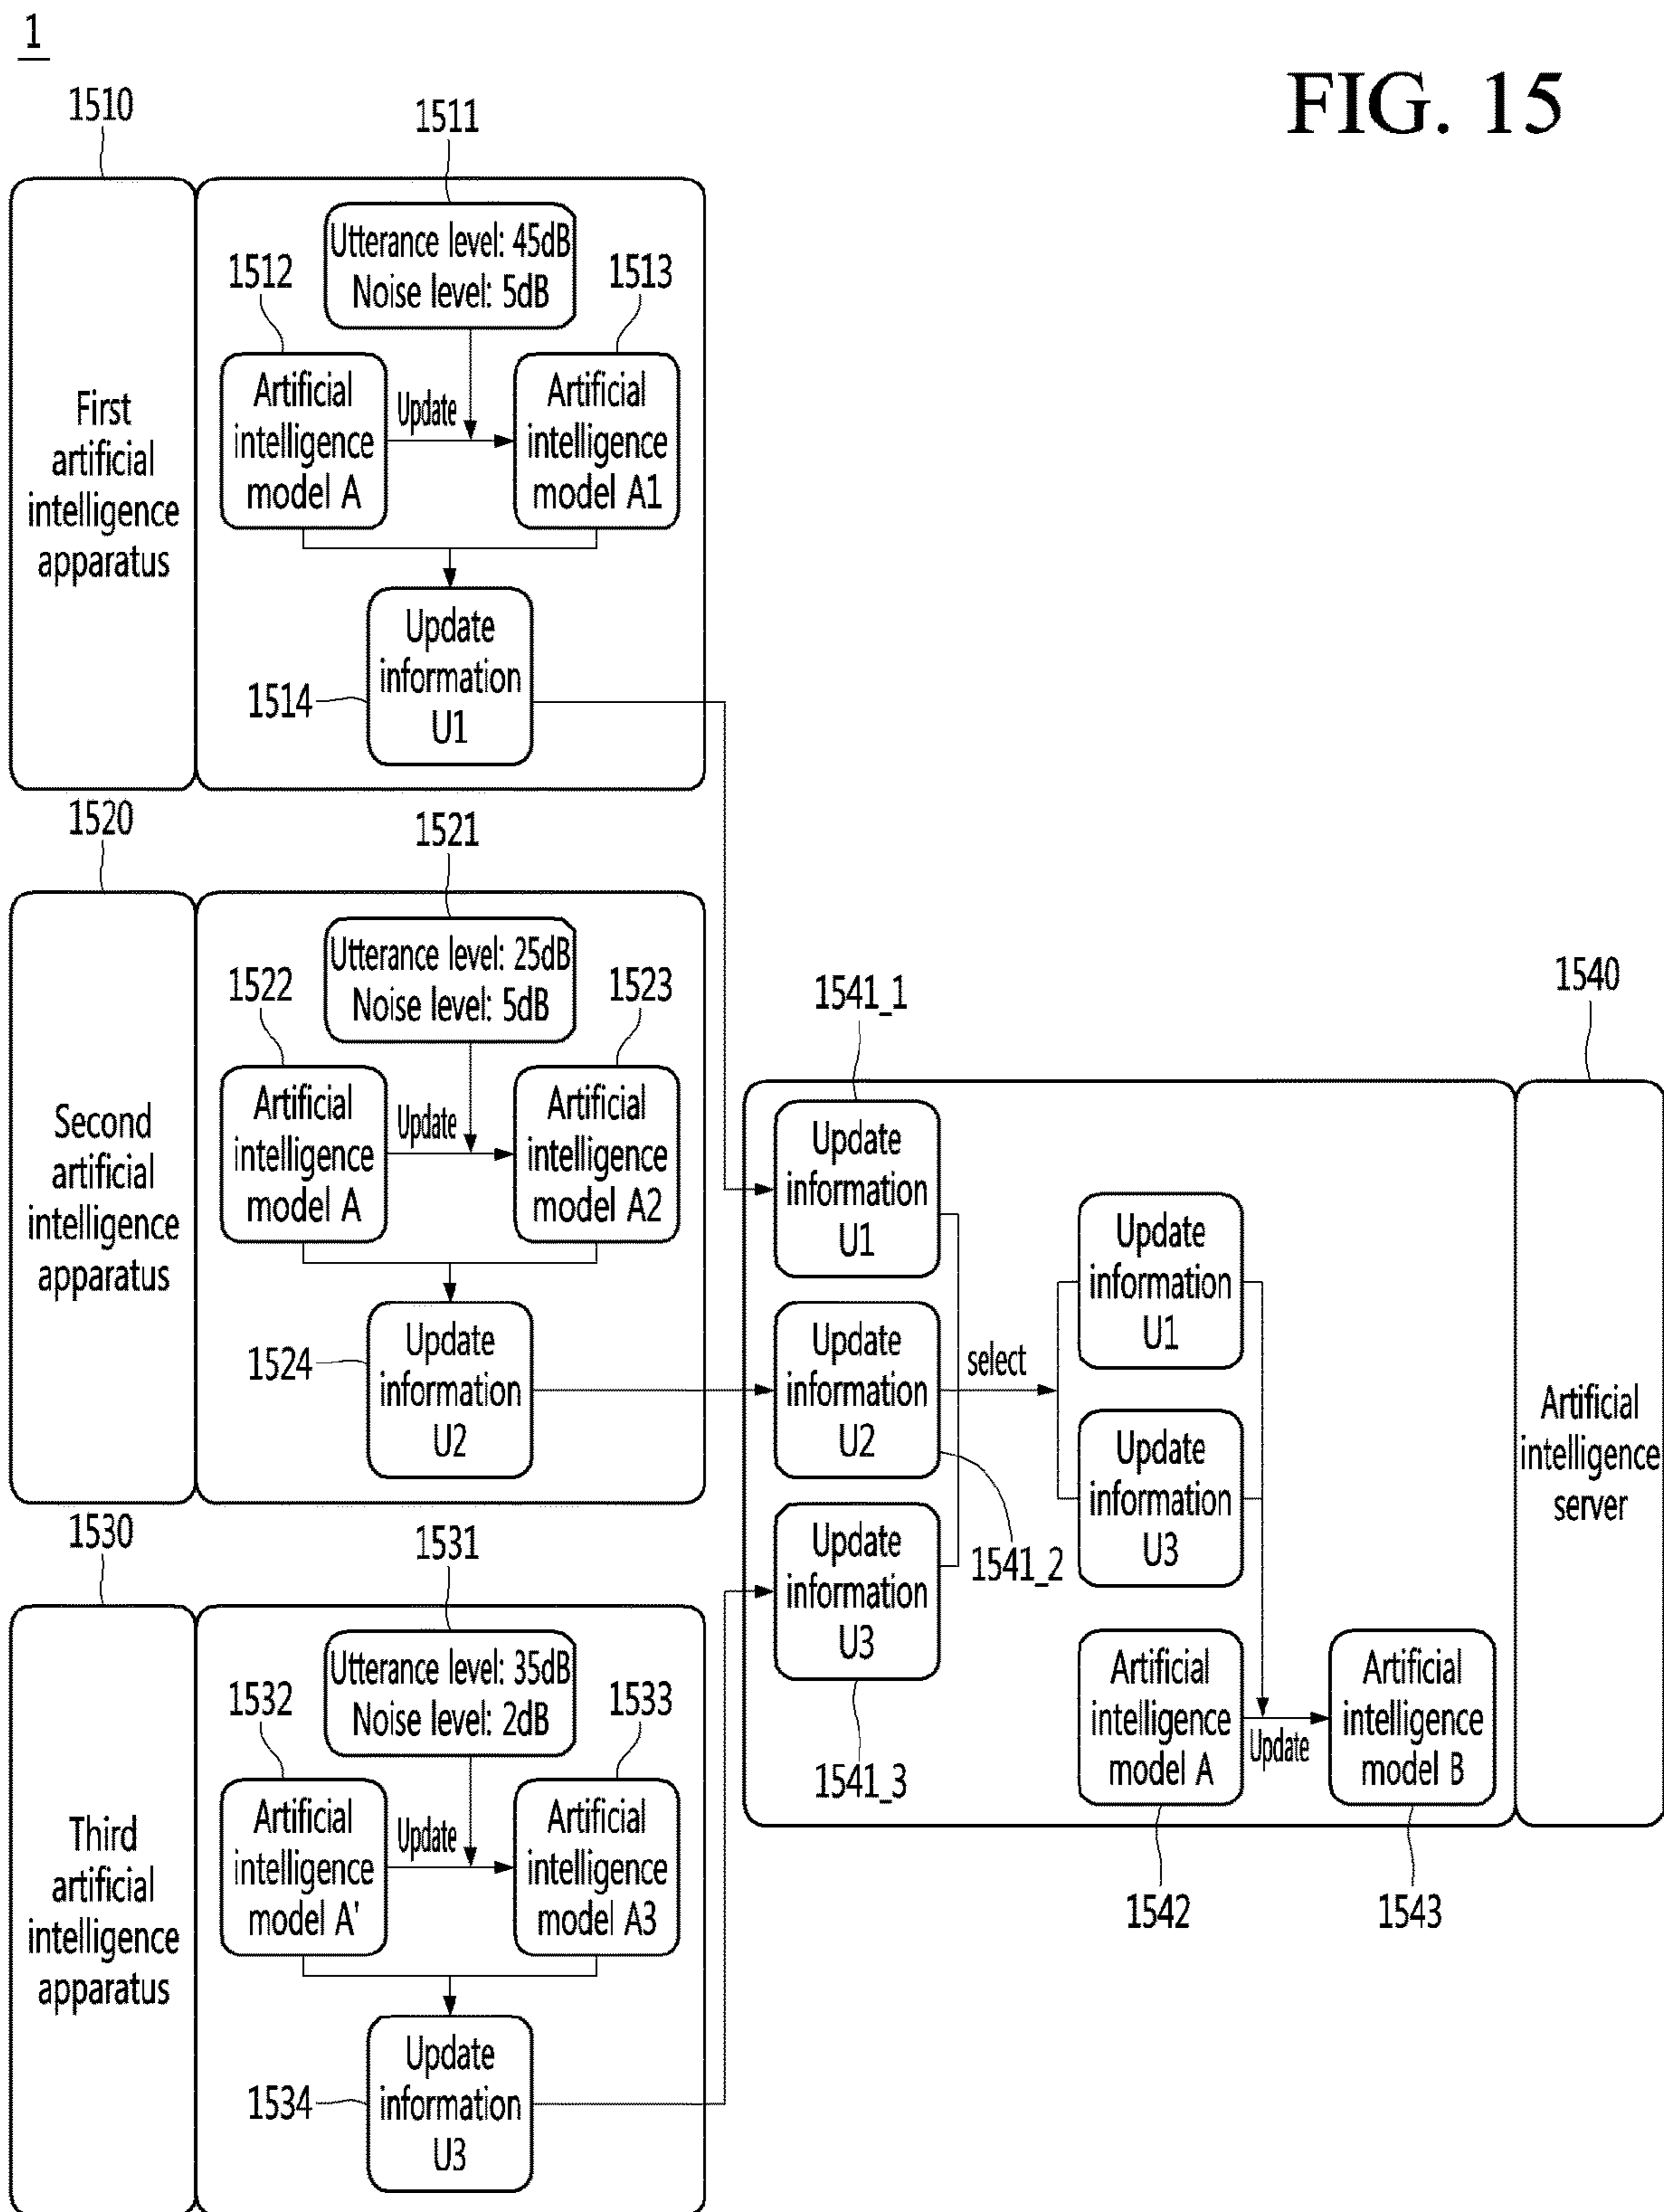 1
FIG. 15
1510
1511
Utterance level: 45dB
Noise level: 5dB
1512
1513
First
artificial
intelligence
apparatus
Artificial
intelligence
model A
Update
Artificial
intelligence
model A1
Update
information
U1
1514
1520
1521
Utterance level: 25dB
Noise level: 5dB
1522
1523
Second
artificial
intelligence
apparatus
Artificial
intelligence
model A
Update
Artificial
intelligence
model A2
Update
information
U2
1524
1530
1531
Utterance level: 35dB
Noise level: 2dB
1532
1533
Third
artificial
intelligence
apparatus
Artificial
intelligence
model A'
Update
Artificial
intelligence
model A3
Update
information
U3
1534
1541_1
1540
Update
information
U1
Update
information
U2
1541_2
Update
information
U3
1541_3
select
Update
information
U1
Update
information
U3
Artificial
intelligence
model A
Update
Artificial
intelligence
model B
1542
1543
Artificial
intelligence
server